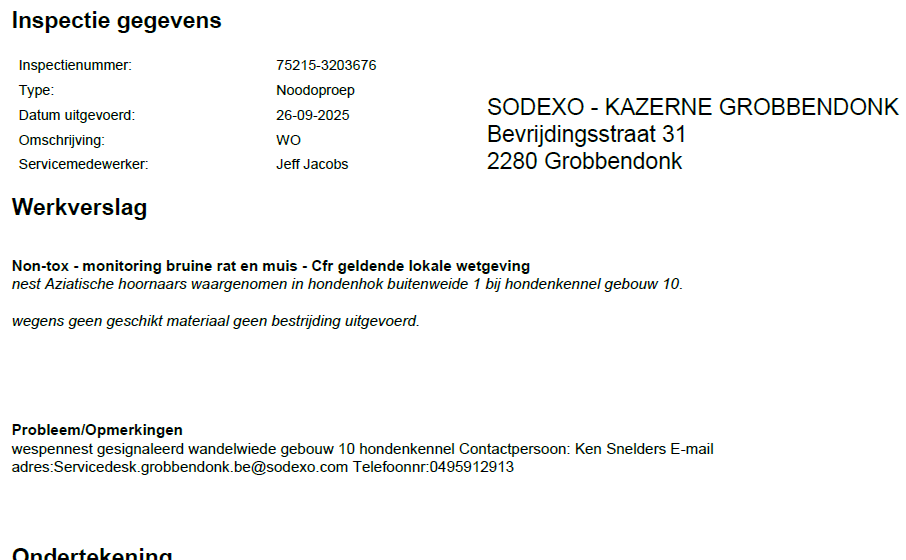 Inspectie gegevens
Inspectienummer: 75215-3203676
Type: Noodoproep
Datum uitgevoerd: 26-09-2025
Omschrijving: WO
Servicemedewerker: Jeff Jacobs
SODEXO - KAZERNE GROBBENDONK
Bevrijdingsstraat 31
2280 Grobbendonk
Werkverslag
Non-tox - monitoring bruine rat en muis - Cfr geldende lokale wetgeving
nest Aziatische hoornaars waargenomen in hondenhok buitenweide 1 bij hondenkennel gebouw 10.
wegens geen geschikt materiaal geen bestrijding uitgevoerd.
Probleem/Opmerkingen
wespennest gesignaleerd wandelwiede gebouw 10 hondenkennel Contactpersoon: Ken Snelders E-mail
adres:Servicedesk.grobbendonk.be@sodexo.com Telefoonnr:0495912913
Ondertekening